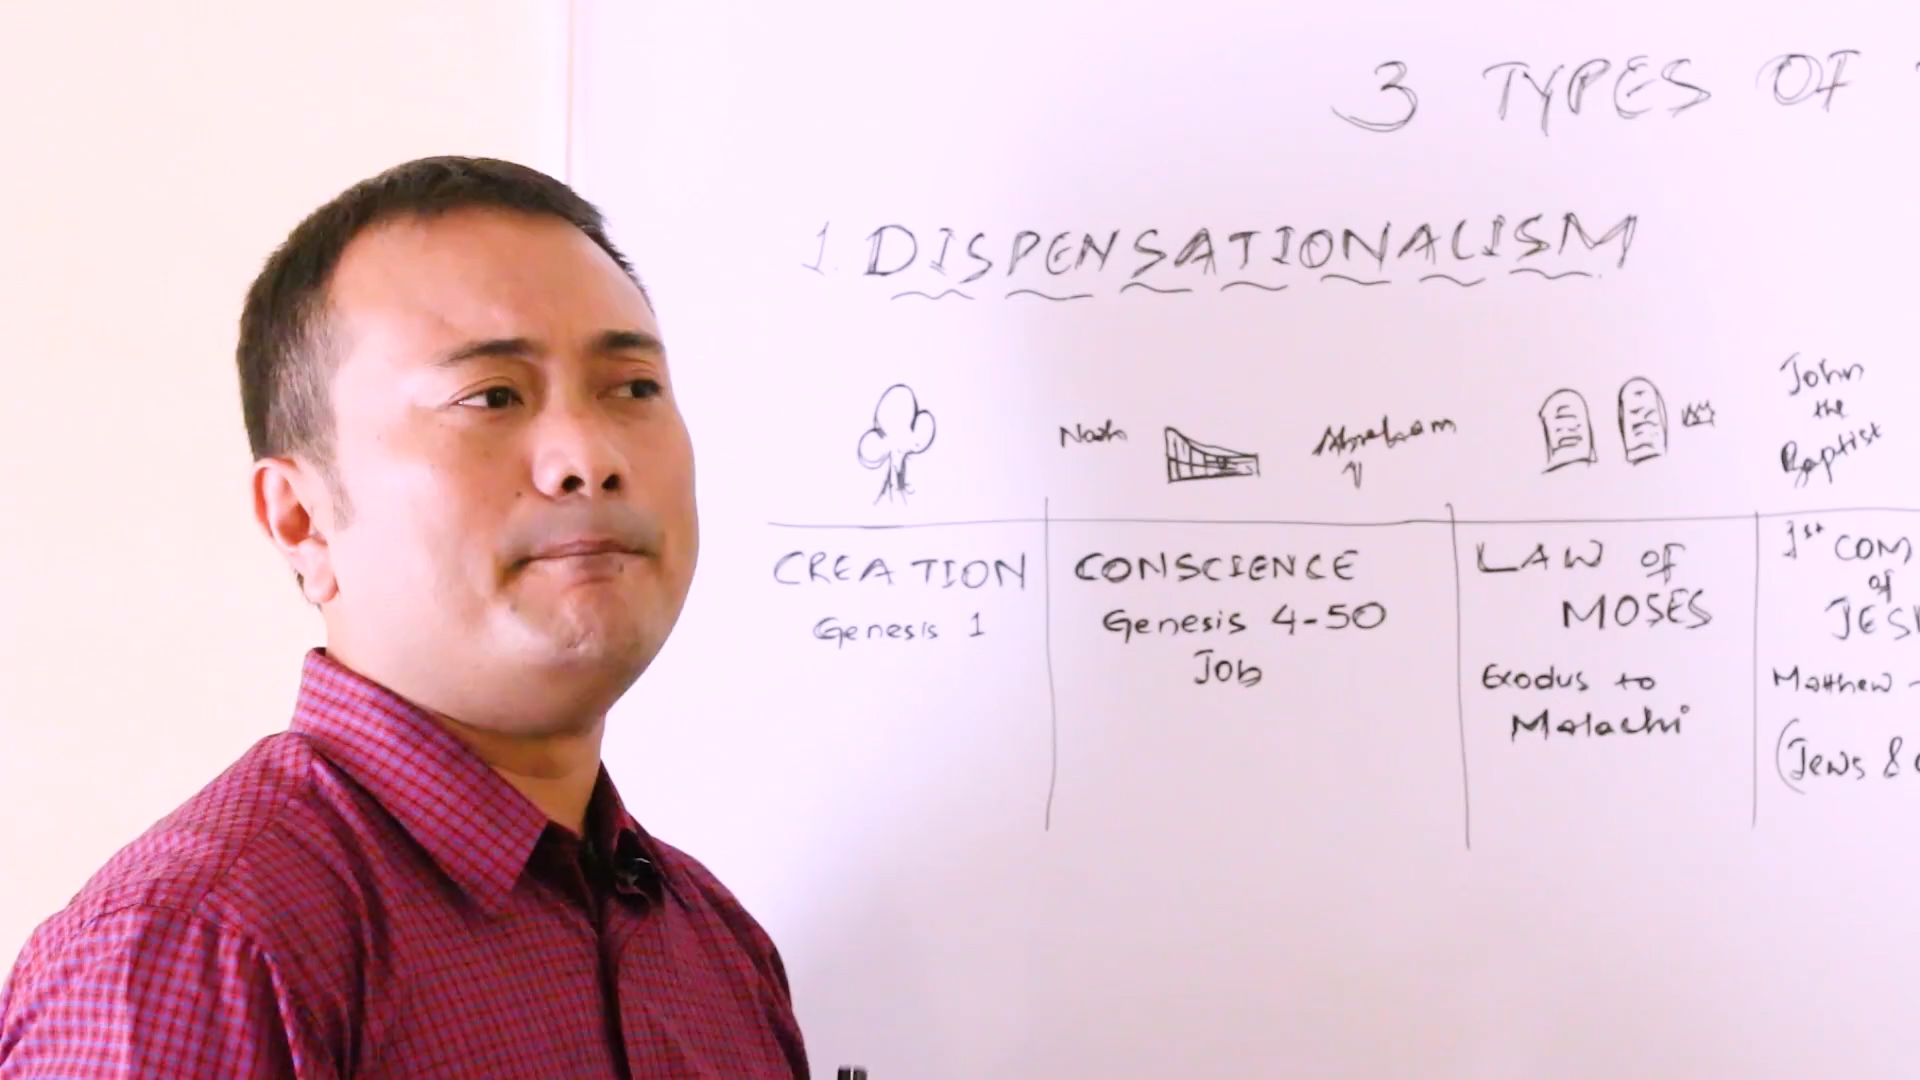 3 TYPES OF
1. DISPENSATIONALISM
Noah
Abraham
John
the
Baptist
CREATION
Genesis 1
CONSCIENCE
Genesis 4-50
Job
LAW of
MOSES
Exodus to
Malachi
1st COM
of
JES
Matthew -
(Jews &